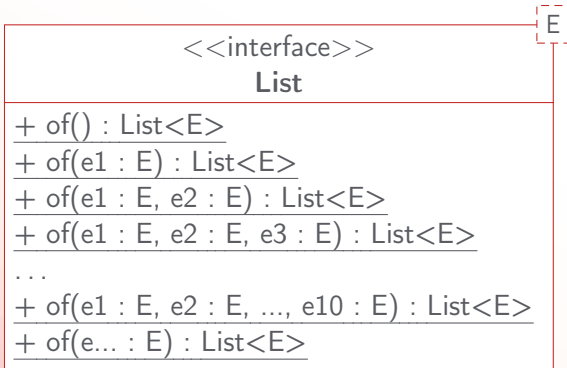 E
<<interface>>
List
+ of() : List<E>
+ of(e1 : E) : List<E>
+ of(e1 : E, e2 : E) : List<E>
+ of(e1 : E, e2 : E, e3 : E) : List<E>
...
+ of(e1 : E, e2 : E, ..., e10 : E) : List<E>
+ of(e... : E) : List<E>